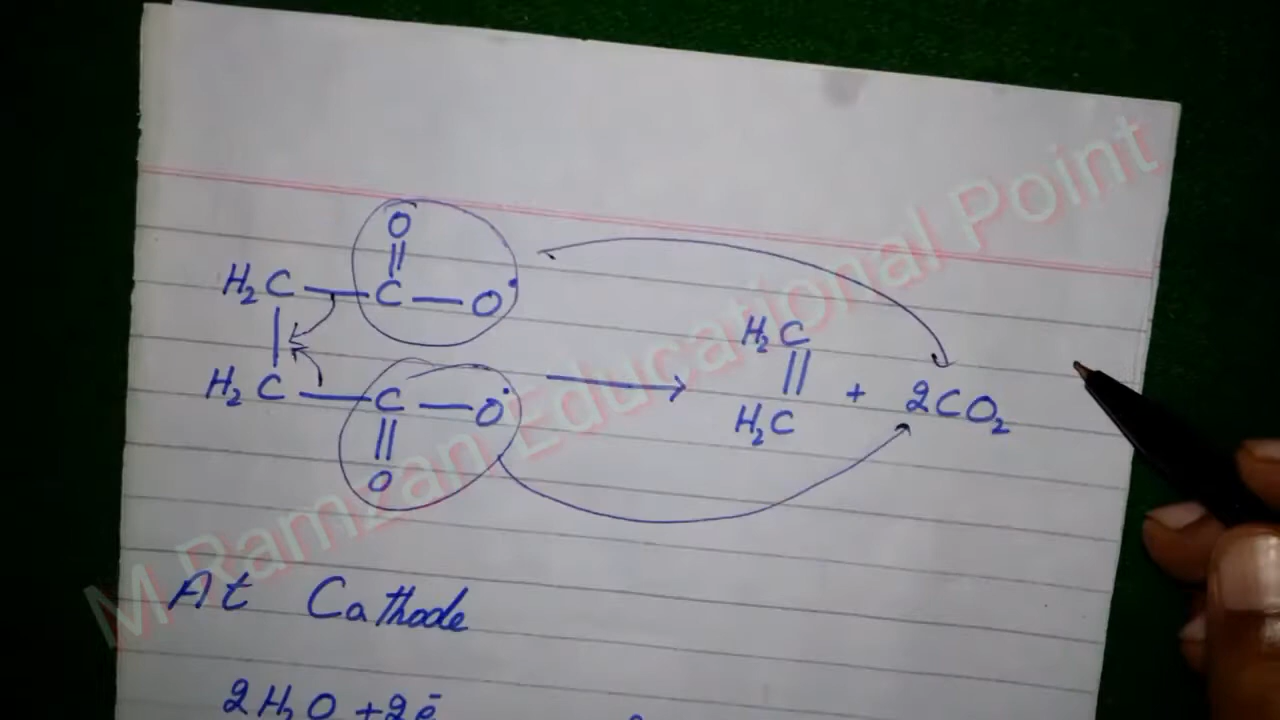 O
||
H₂C — C — O•
|
H₂C — C — O•
||
O
⟶
H₂C
||
H₂C
+ 2CO₂
At Cathode
2H₂O + 2ē
M Ramzan Educational Point